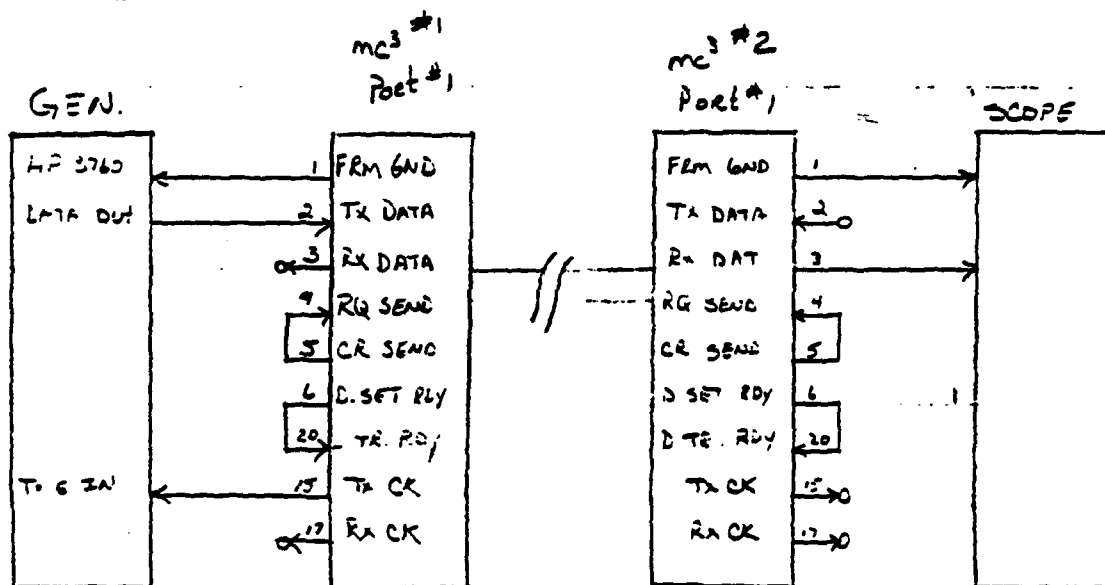 mc³ #1
Port #1
mc³ #2
Port #1
GEN.
SCOPE
HP 3760
DATA OUT
TO G IN
1 FRM GND
2 TX DATA
3 RX DATA
4 RQ SEND
5 CR SEND
6 D. SET RDY
20 TR. RDY
15 TX CK
17 RX CK
FRM GND 1
TX DATA 2
RX DAT 3
RG SEND 4
CR SEND 5
D SET RDY 6
D TE. RDY 20
TX CK 15
RX CK 17